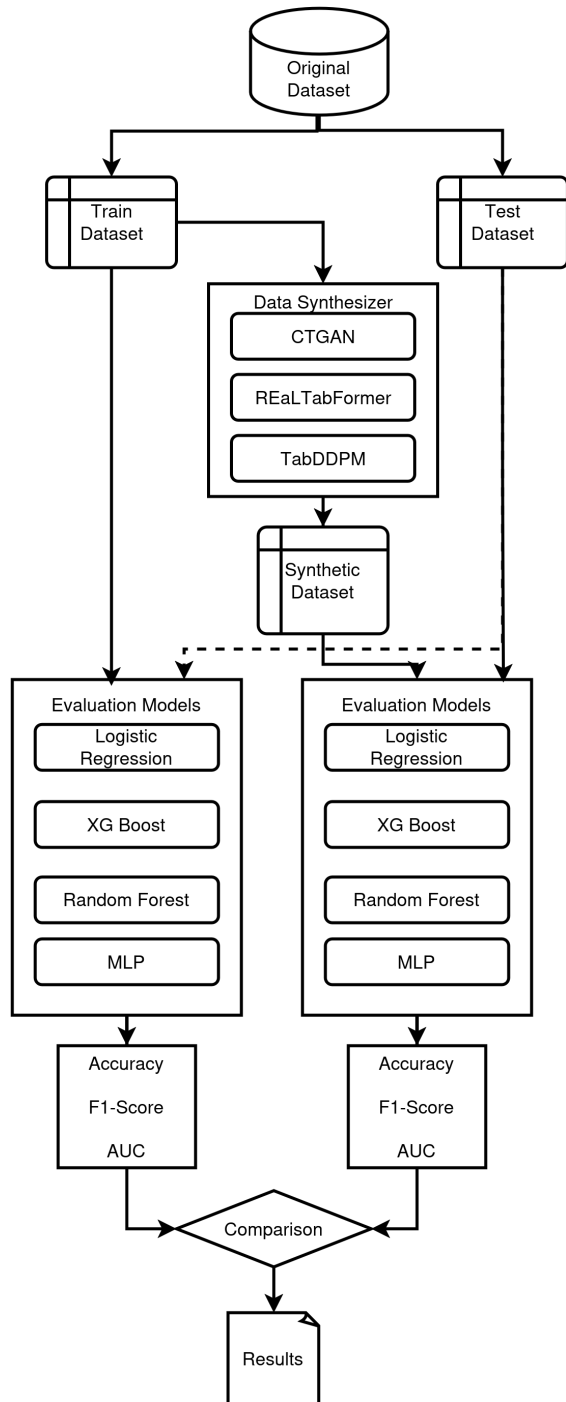 Original
Dataset
Train
Dataset
Test
Dataset
Data Synthesizer
CTGAN
REaLTabFormer
TabDDPM
Synthetic
Dataset
Evaluation Models
Logistic
Regression
XG Boost
Random Forest
MLP
Evaluation Models
Logistic
Regression
XG Boost
Random Forest
MLP
Accuracy
F1-Score
AUC
Accuracy
F1-Score
AUC
Comparison
Results